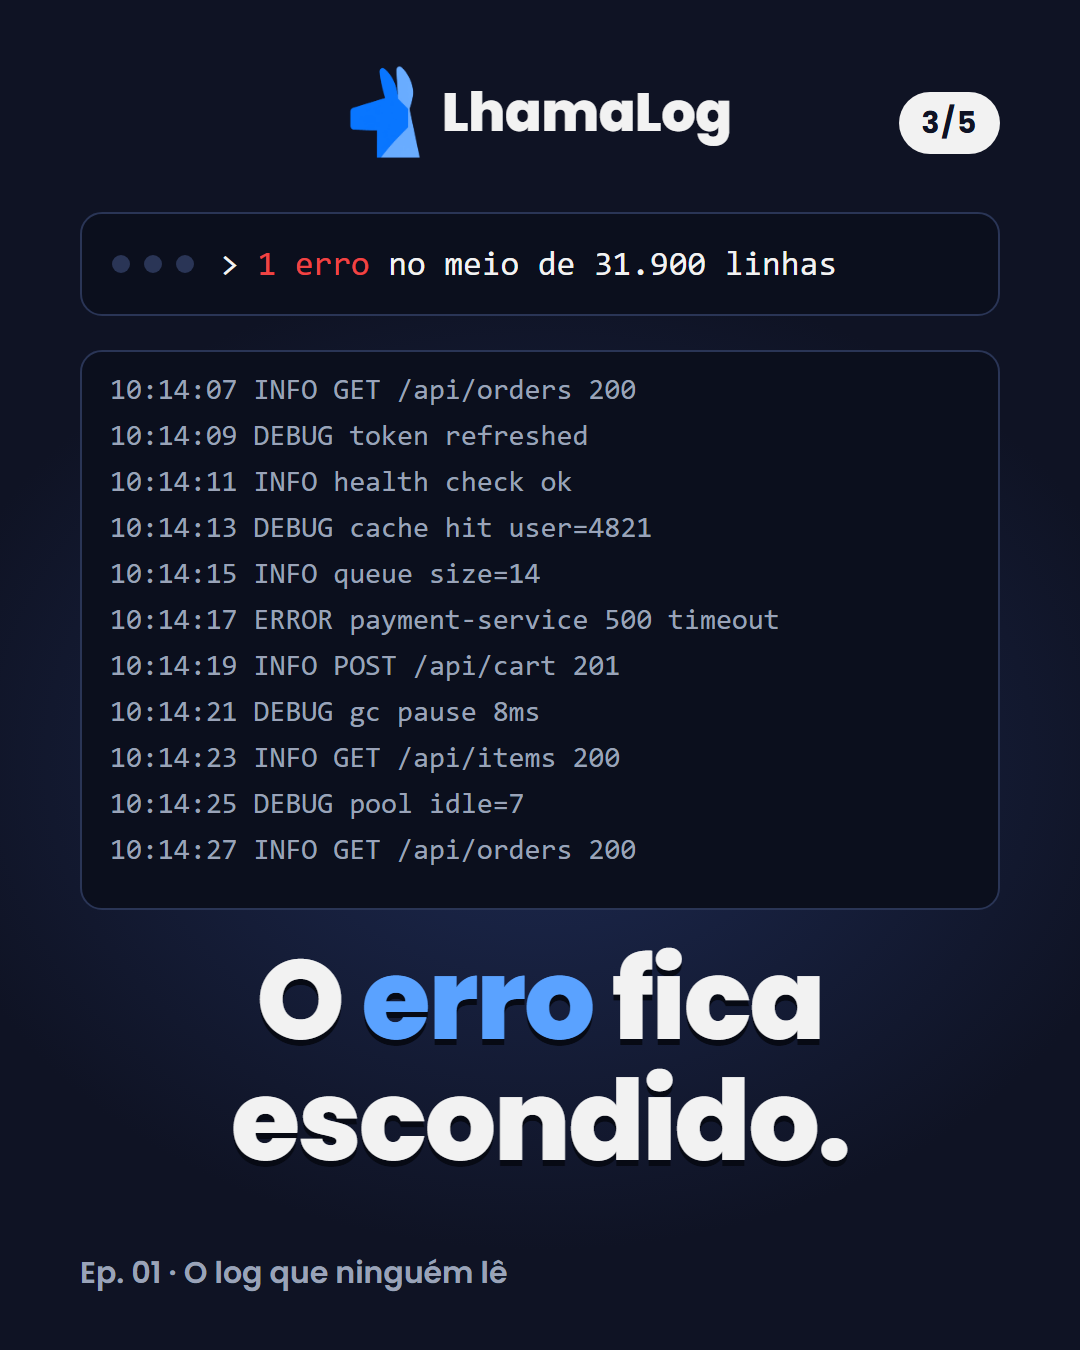 LhamaLog
3/5
> 1 erro no meio de 31.900 linhas
10:14:07 INFO GET /api/orders 200
10:14:09 DEBUG token refreshed
10:14:11 INFO health check ok
10:14:13 DEBUG cache hit user=4821
10:14:15 INFO queue size=14
10:14:17 ERROR payment-service 500 timeout
10:14:19 INFO POST /api/cart 201
10:14:21 DEBUG gc pause 8ms
10:14:23 INFO GET /api/items 200
10:14:25 DEBUG pool idle=7
10:14:27 INFO GET /api/orders 200
O erro fica
escondido.
Ep. 01 · O log que ninguém lê